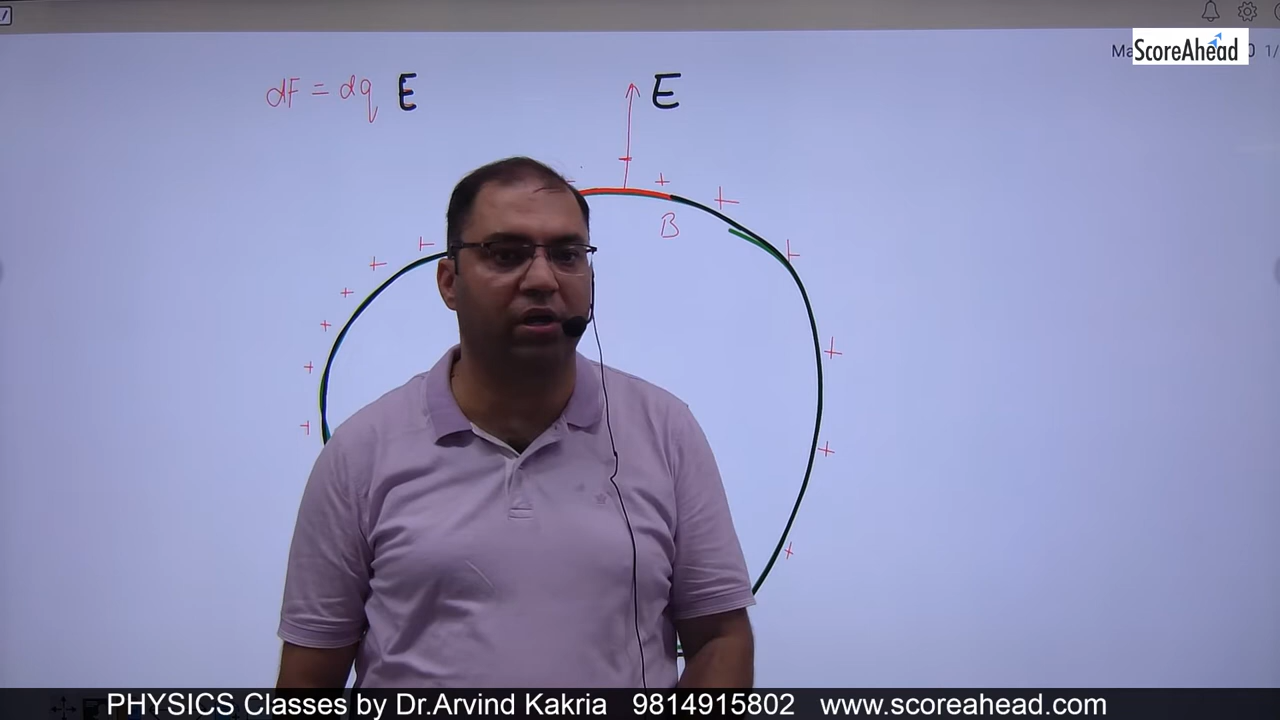 ScoreAhead
dF = dq E
E
B
PHYSICS Classes by Dr.Arvind Kakria 9814915802 www.scoreahead.com